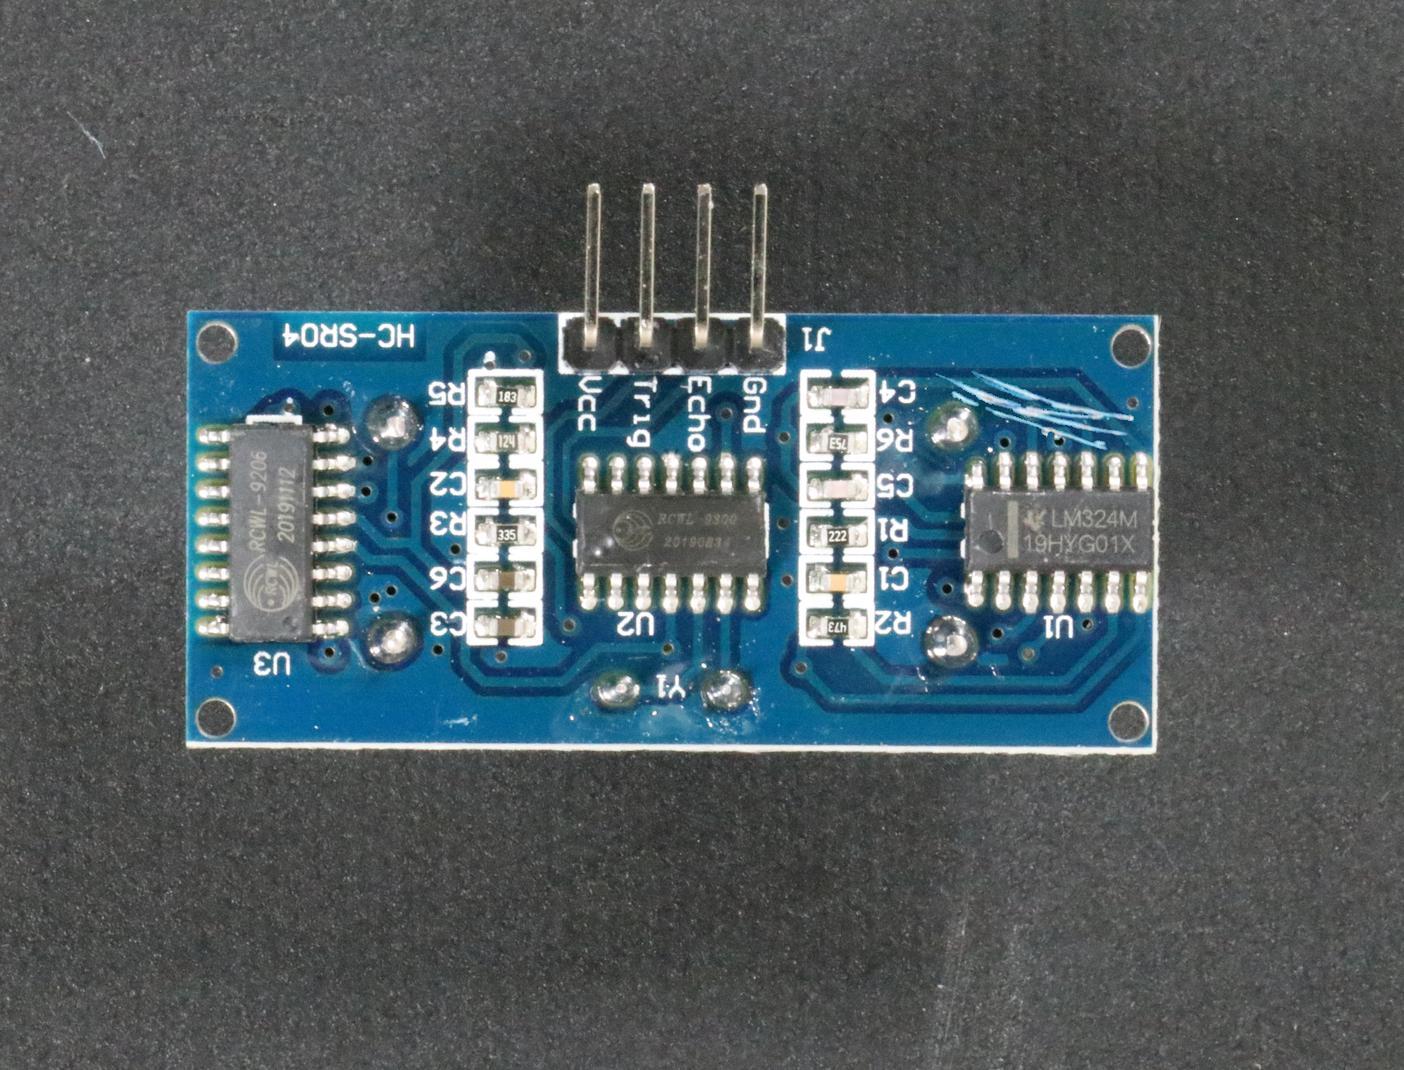 HC-SR04
J1
Vcc
Trig
Echo
Gnd
R5
183
R4
124
C2
R3
335
C6
C3
C4
R6
753
C5
R1
222
C1
R2
473
RCWL-9206
20191112
RCWL
U3
RCWL-9300
U2
Y1
LM324M
19HYG01X
U1